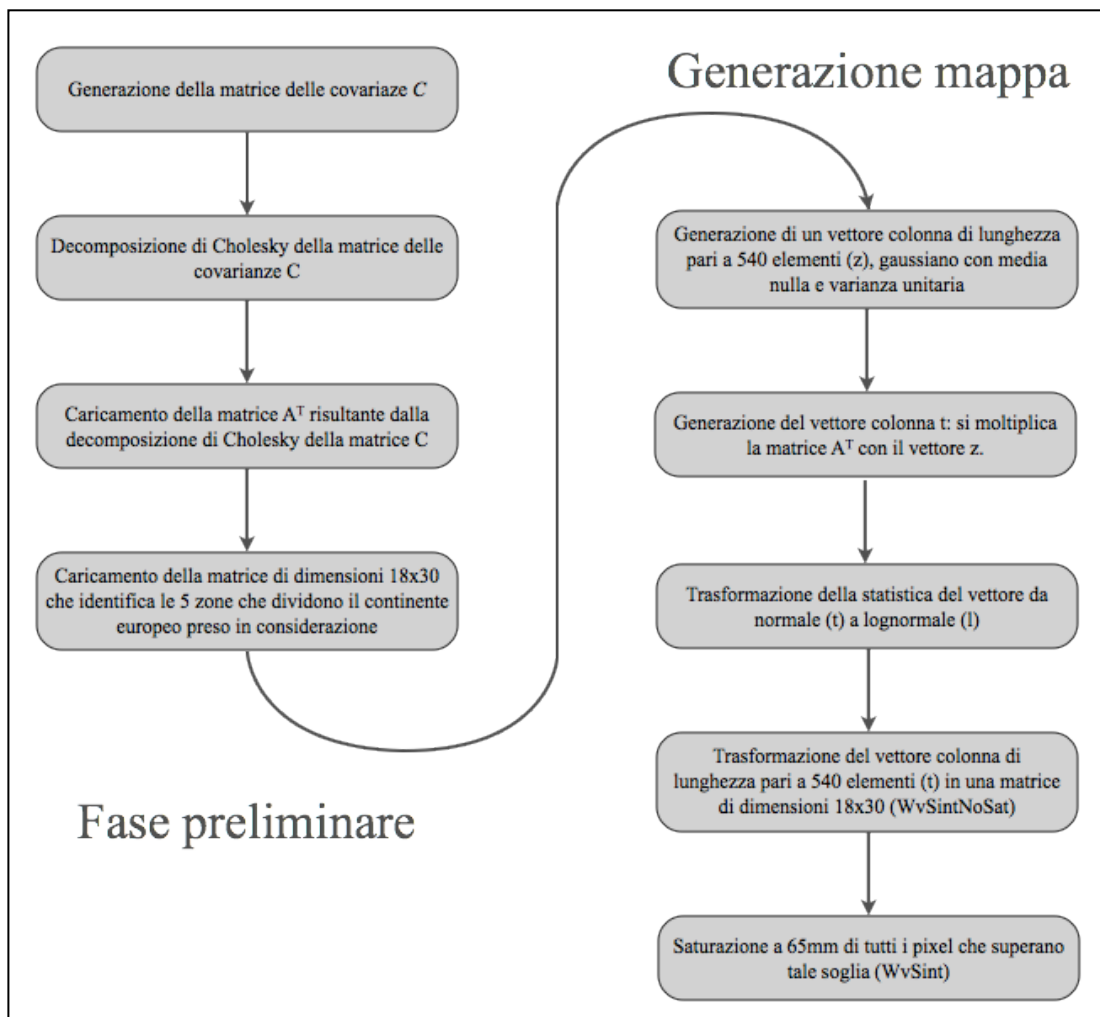 Generazione della matrice delle covariaze C
Decomposizione di Cholesky della matrice delle
covarianze C
Caricamento della matrice Aᵀ risultante dalla
decomposizione di Cholesky della matrice C
Caricamento della matrice di dimensioni 18x30
che identifica le 5 zone che dividono il continente
europeo preso in considerazione
Fase preliminare
Generazione mappa
Generazione di un vettore colonna di lunghezza
pari a 540 elementi (z), gaussiano con media
nulla e varianza unitaria
Generazione del vettore colonna t: si moltiplica
la matrice Aᵀ con il vettore z.
Trasformazione della statistica del vettore da
normale (t) a lognormale (l)
Trasformazione del vettore colonna di
lunghezza pari a 540 elementi (t) in una matrice
di dimensioni 18x30 (WvSintNoSat)
Saturazione a 65mm di tutti i pixel che superano
tale soglia (WvSint)